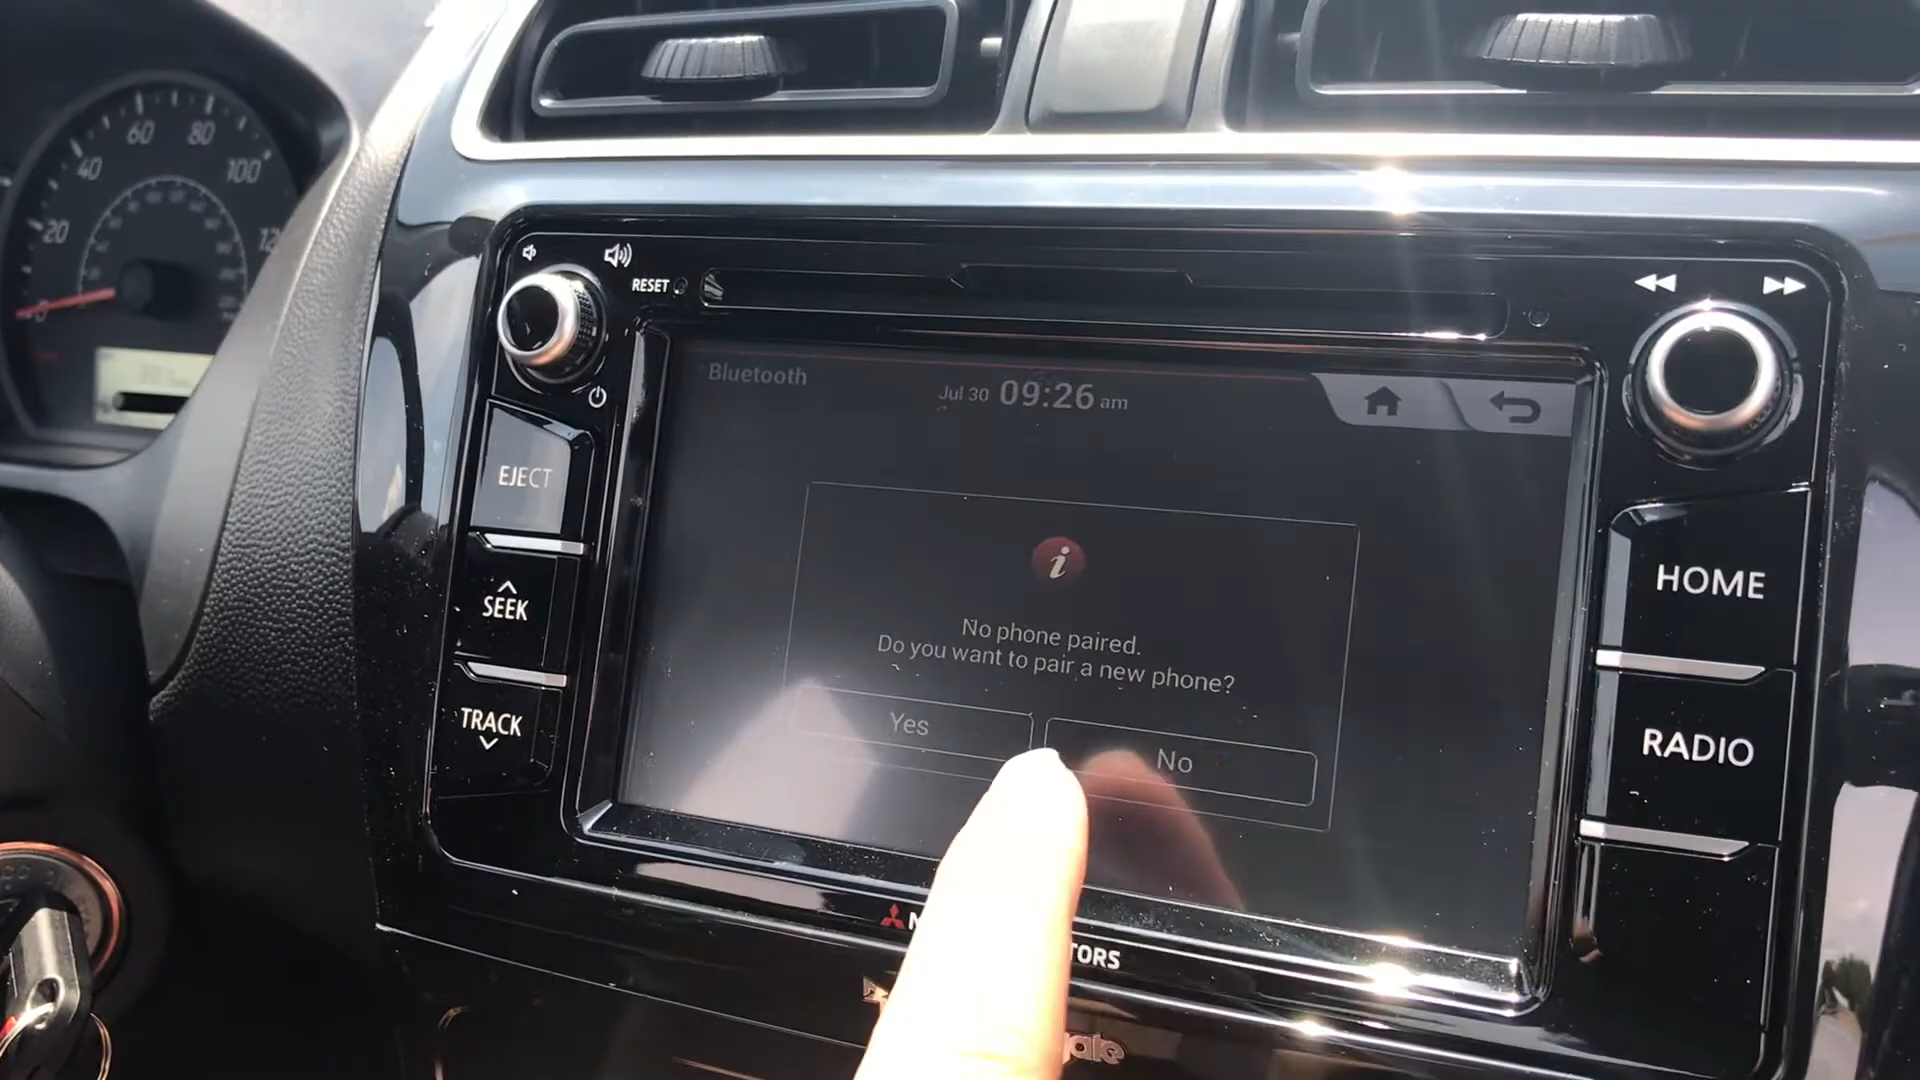 60
80
40
100
20
0
RESET
EJECT
SEEK
TRACK
Bluetooth
Jul 30 09:26 am
i
No phone paired.
Do you want to pair a new phone?
Yes
No
HOME
RADIO